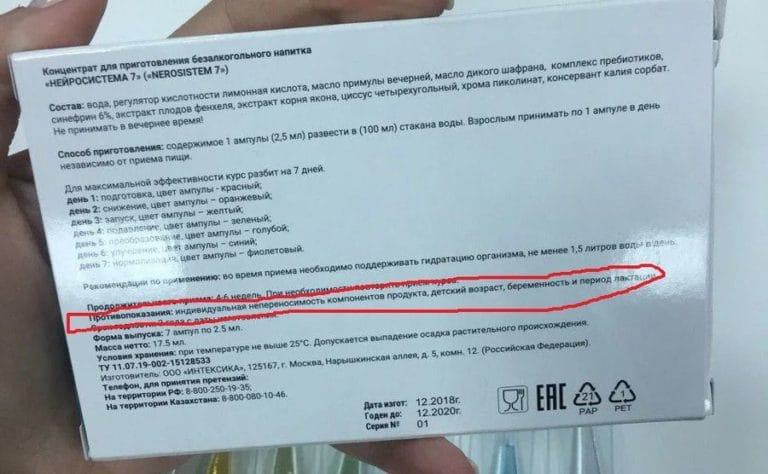 Концентрат для приготовления безалкогольного напитка
«НЕЙРОСИСТЕМА 7» («NEROSISTEM 7»)
Состав: вода, регулятор кислотности лимонная кислота, масло примулы вечерней, масло дикого шафрана, комплекс пребиотиков,
синефрин 6%, экстракт плодов фенхеля, экстракт корня якона, циссус четырехугольный, хрома пиколинат, консервант калия сорбат.
Не принимать в вечернее время!
Способ приготовления: содержимое 1 ампулы (2,5 мл) развести в (100 мл) стакана воды. Взрослым принимать по 1 ампуле в день
независимо от приема пищи.
Для максимальной эффективности курс разбит на 7 дней.
день 1: подготовка, цвет ампулы - красный;
день 2: снижение, цвет ампулы – оранжевый;
день 3: запуск, цвет ампулы – желтый;
день 4: подавление, цвет ампулы – зеленый;
день 5: преобразование, цвет ампулы – голубой;
день 6: улучшение, цвет ампулы – синий;
день 7: нормализация, цвет ампулы – фиолетовый.
Рекомендации по применению: во время приема необходимо поддерживать гидратацию организма, не менее 1,5 литров воды в день.
Продолжительность приема: 4-6 недель. При необходимости повторить прием курса.
Противопоказания: индивидуальная непереносимость компонентов продукта, детский возраст, беременность и период лактации.
Срок годности: 2 года с даты изготовления.
Форма выпуска: 7 ампул по 2.5 мл.
Масса нетто: 17.5 мл.
Условия хранения: при температуре не выше 25°С. Допускается выпадение осадка растительного происхождения.
ТУ 11.07.19-002-15128533
Изготовитель: ООО «ИНТЕКСИКА», 125167, г. Москва, Нарышкинская аллея, д. 5, комн. 12. (Российская Федерация).
Телефон, для принятия претензий:
На территории РФ: 8-800-250-19-35;
На территории Казахстана: 8-800-080-10-46.
Дата изгот: 12.2018г.
Годен до: 12.2020г.
Серия № 01
EAC
21
PAP
1
PET